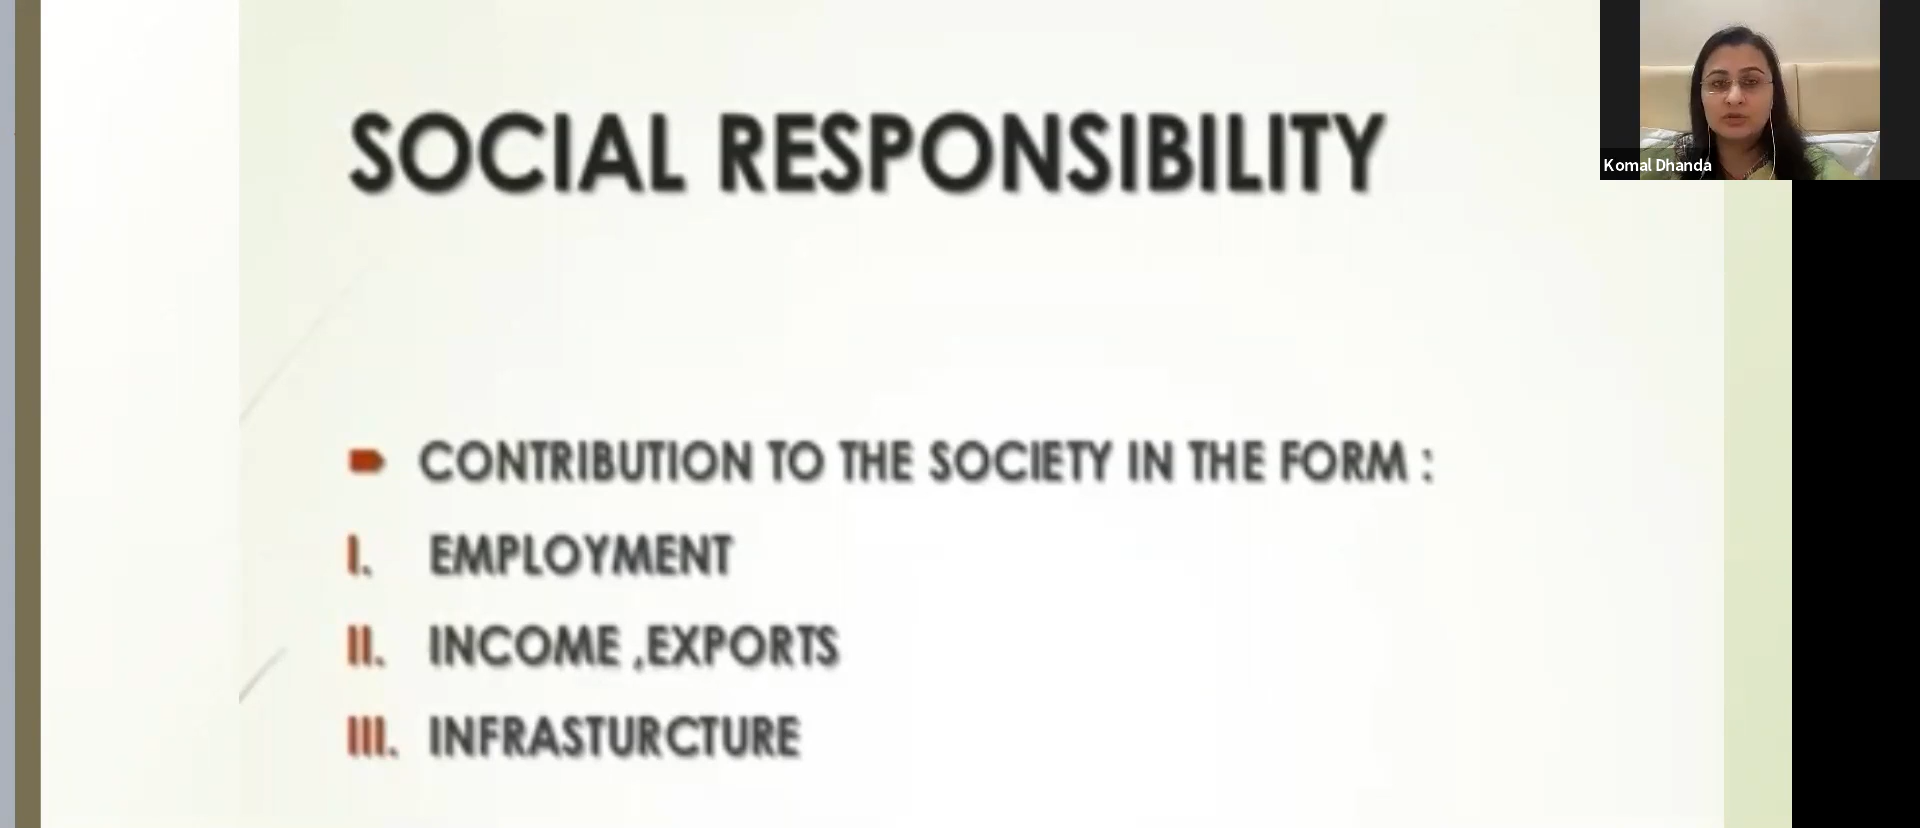 SOCIAL RESPONSIBILITY
Komal Dhanda
CONTRIBUTION TO THE SOCIETY IN THE FORM :
I. EMPLOYMENT
II. INCOME ,EXPORTS
III. INFRASTURCTURE